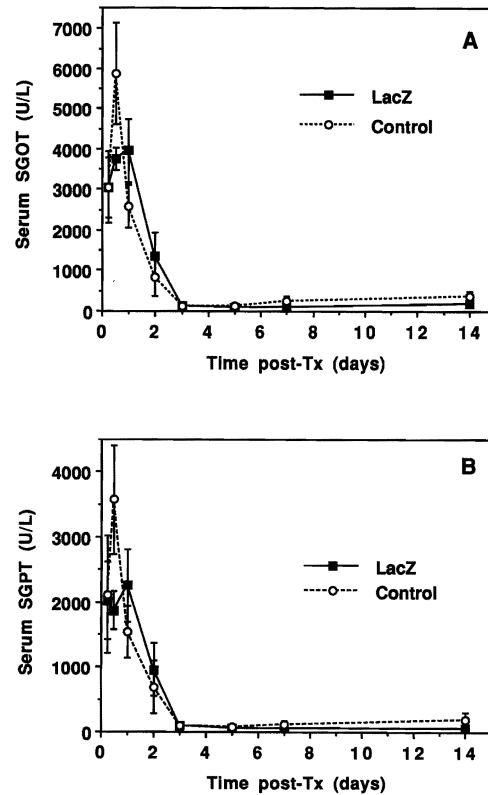 A
7000
6000
5000
4000
3000
2000
1000
0
Serum SGOT (U/L)
LacZ
Control
0 2 4 6 8 10 12 14
Time post-Tx (days)
B
4000
3000
2000
1000
0
Serum SGPT (U/L)
LacZ
Control
0 2 4 6 8 10 12 14
Time post-Tx (days)